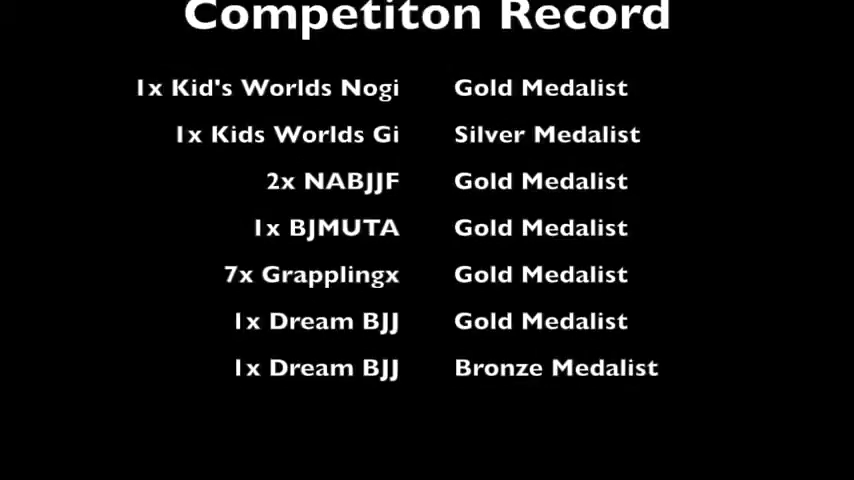 Competiton Record
1x Kid's Worlds Nogi Gold Medalist
1x Kids Worlds Gi Silver Medalist
2x NABJJF Gold Medalist
1x BJMUTA Gold Medalist
7x Grapplingx Gold Medalist
1x Dream BJJ Gold Medalist
1x Dream BJJ Bronze Medalist